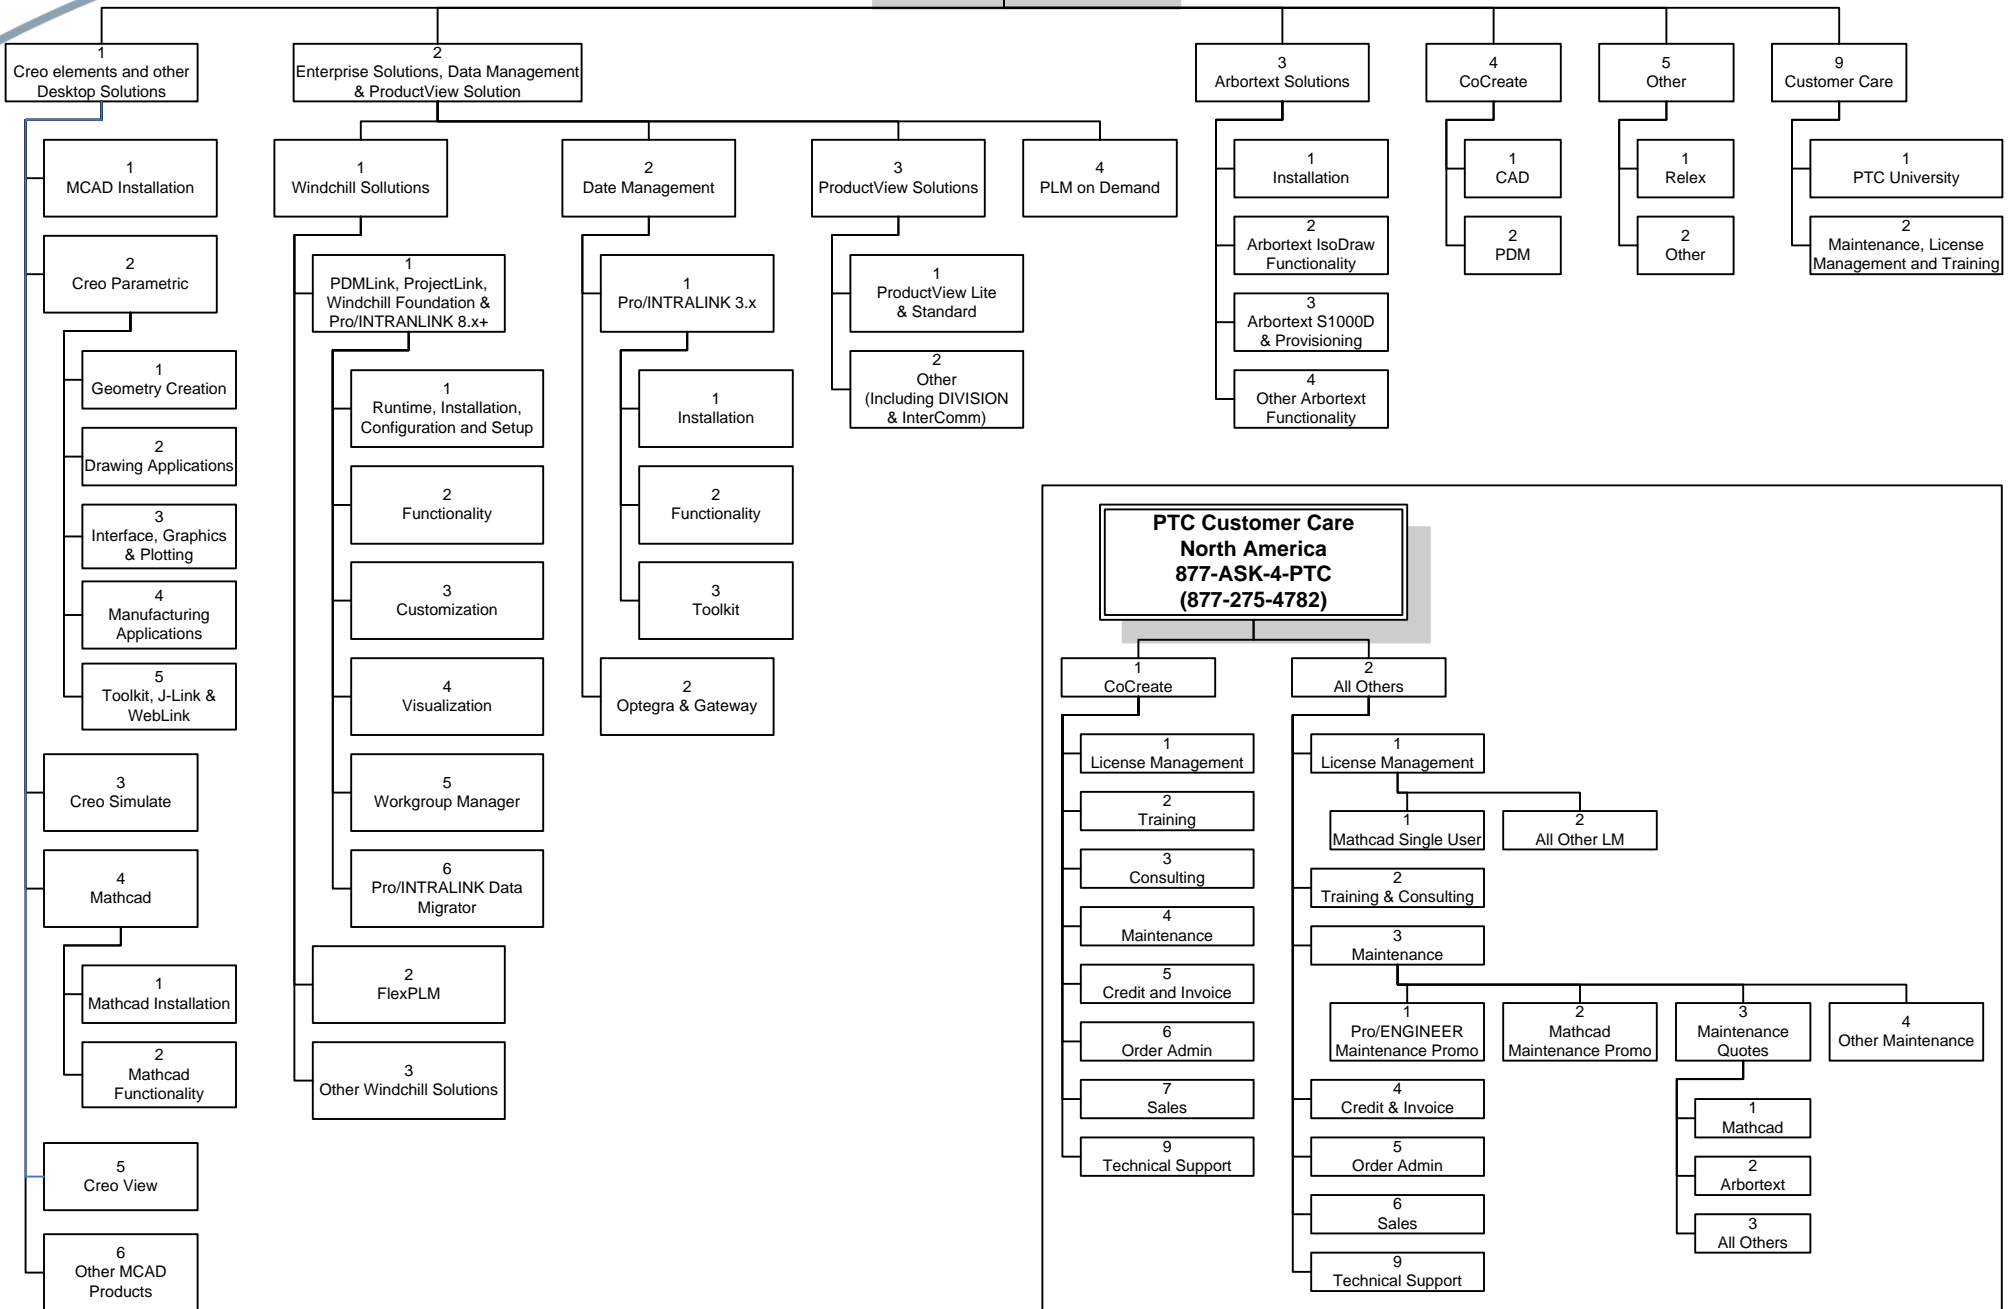 1
Creo elements and other
Desktop Solutions
1
MCAD Installation
2
Creo Parametric
1
Geometry Creation
2
Drawing Applications
3
Interface, Graphics
& Plotting
4
Manufacturing
Applications
5
Toolkit, J-Link &
WebLink
3
Creo Simulate
4
Mathcad
1
Mathcad Installation
2
Mathcad
Functionality
5
Creo View
6
Other MCAD
Products
2
Enterprise Solutions, Data Management
& ProductView Solution
1
Windchill Sollutions
1
PDMLink, ProjectLink,
Windchill Foundation &
Pro/INTRANLINK 8.x+
1
Runtime, Installation,
Configuration and Setup
2
Functionality
3
Customization
4
Visualization
5
Workgroup Manager
6
Pro/INTRALINK Data
Migrator
2
FlexPLM
3
Other Windchill Solutions
2
Date Management
1
Pro/INTRALINK 3.x
1
Installation
2
Functionality
3
Toolkit
2
Optegra & Gateway
3
ProductView Solutions
1
ProductView Lite
& Standard
2
Other
(Including DIVISION
& InterComm)
4
PLM on Demand
3
Arbortext Solutions
1
Installation
2
Arbortext IsoDraw
Functionality
3
Arbortext S1000D
& Provisioning
4
Other Arbortext
Functionality
4
CoCreate
1
CAD
2
PDM
5
Other
1
Relex
2
Other
9
Customer Care
1
PTC University
2
Maintenance, License
Management and Training
PTC Customer Care
North America
877-ASK-4-PTC
(877-275-4782)
1
CoCreate
1
License Management
2
Training
3
Consulting
4
Maintenance
5
Credit and Invoice
6
Order Admin
7
Sales
9
Technical Support
2
All Others
1
License Management
1
Mathcad Single User
2
All Other LM
2
Training & Consulting
3
Maintenance
1
Pro/ENGINEER
Maintenance Promo
2
Mathcad
Maintenance Promo
3
Maintenance
Quotes
1
Mathcad
2
Arbortext
3
All Others
4
Other Maintenance
4
Credit & Invoice
5
Order Admin
6
Sales
9
Technical Support